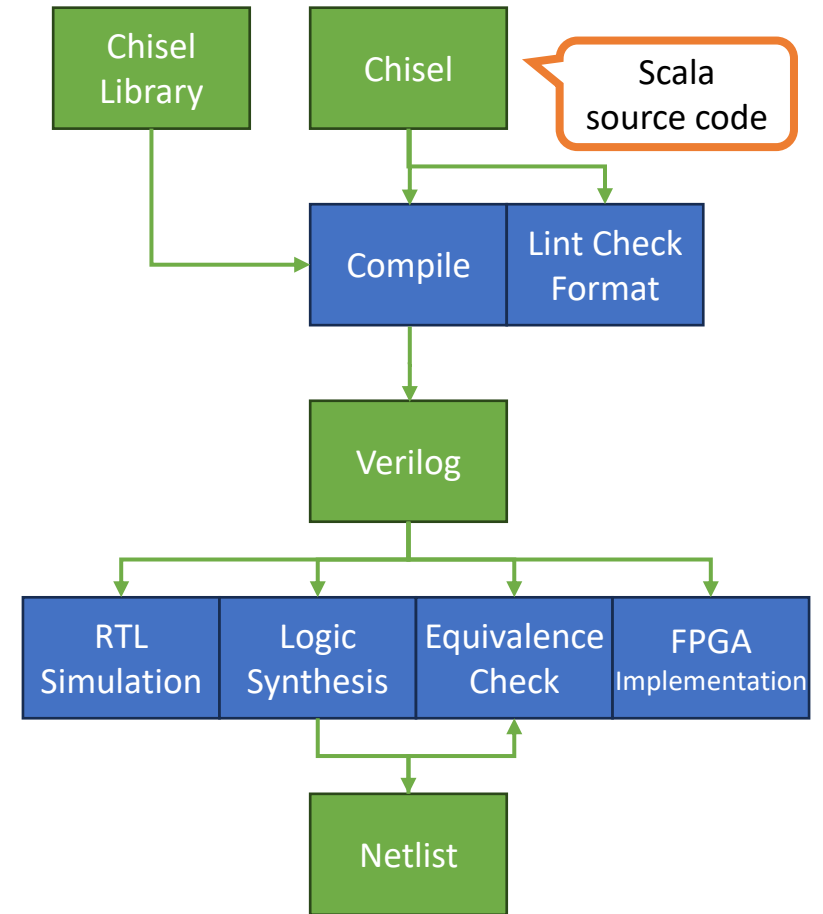 Chisel
Library
Chisel
Scala
source code
Compile
Lint Check
Format
Verilog
RTL
Simulation
Logic
Synthesis
Equivalence
Check
FPGA
Implementation
Netlist